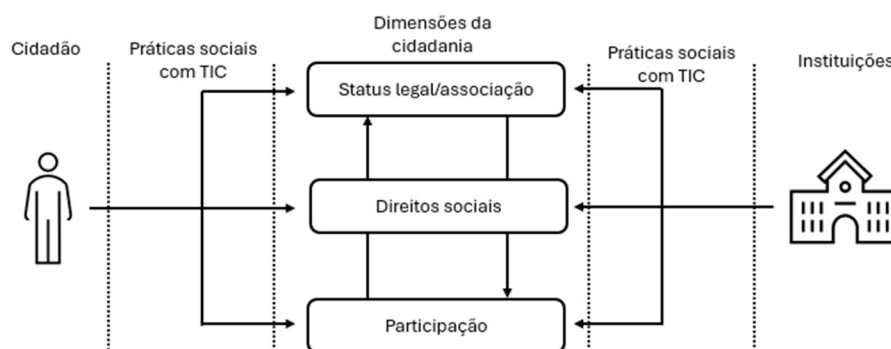 Cidadão
Práticas sociais
com TIC
Dimensões da
cidadania
Práticas sociais
com TIC
Instituições
Status legal/associação
Direitos sociais
Participação